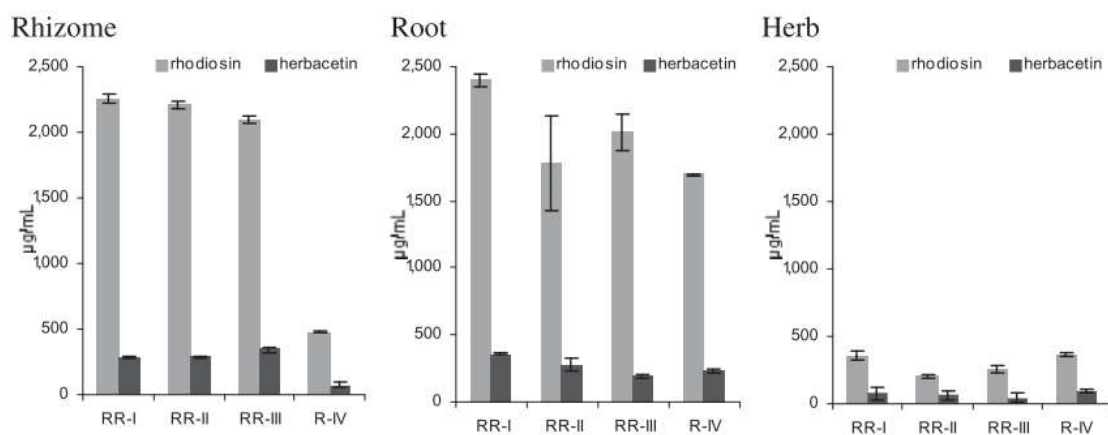 Rhizome
rhodiosin herbacetin
2,500
2,000
1,500
1,000
500
0
µg/mL
RR-I RR-II RR-III R-IV
Root
rhodiosin herbacetin
2,500
2,000
1,500
1,000
500
0
µg/mL
RR-I RR-II RR-III R-IV
Herb
rhodiosin herbacetin
2,500
2,000
1,500
1,000
500
0
µg/mL
RR-I RR-II RR-III R-IV